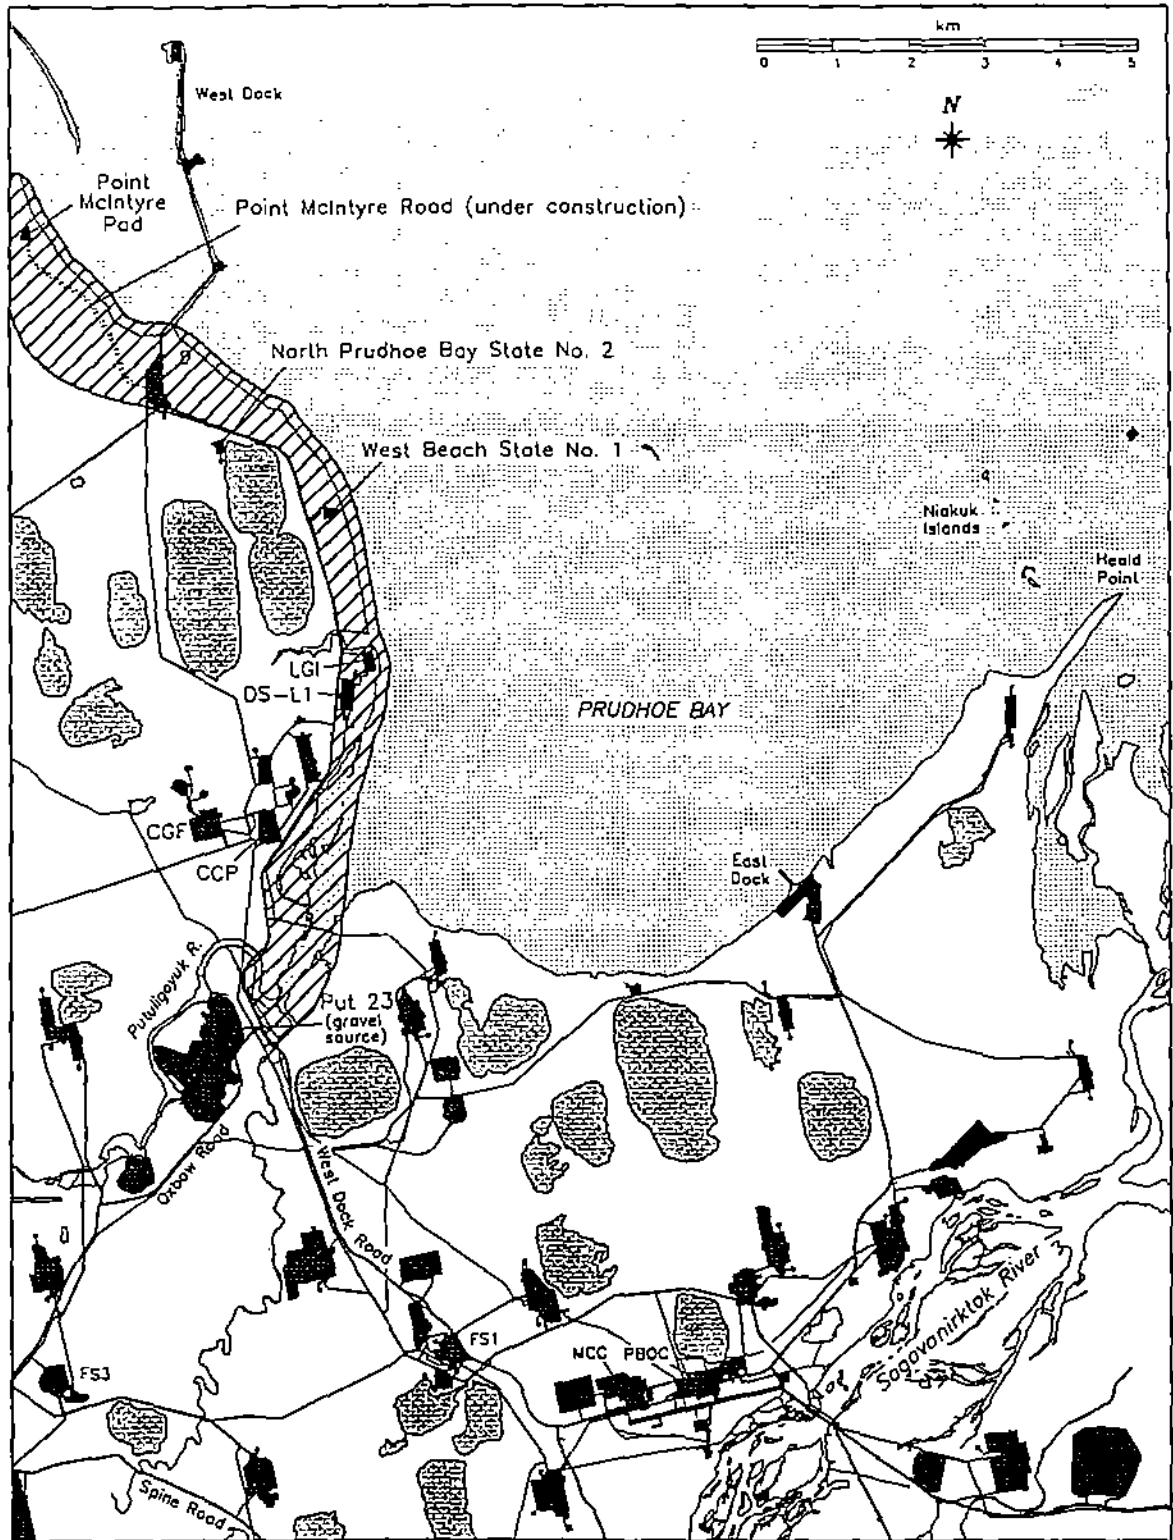 km
0 1 2 3 4 5
N
West Dock
Point
McIntyre
Pad
Point McIntyre Road (under construction)
North Prudhoe Bay State No. 2
West Beach State No. 1
Niakuk
Islands
Heald
Point
LGI
DS-L1
PRUDHOE BAY
CGF
CCP
East
Dock
Putuligayuk R.
Put 23
(gravel
source)
Oxbow Road
West Dock
Road
Sagavanirktok River
FS1
MCC PBOC
FS3
Spine Road